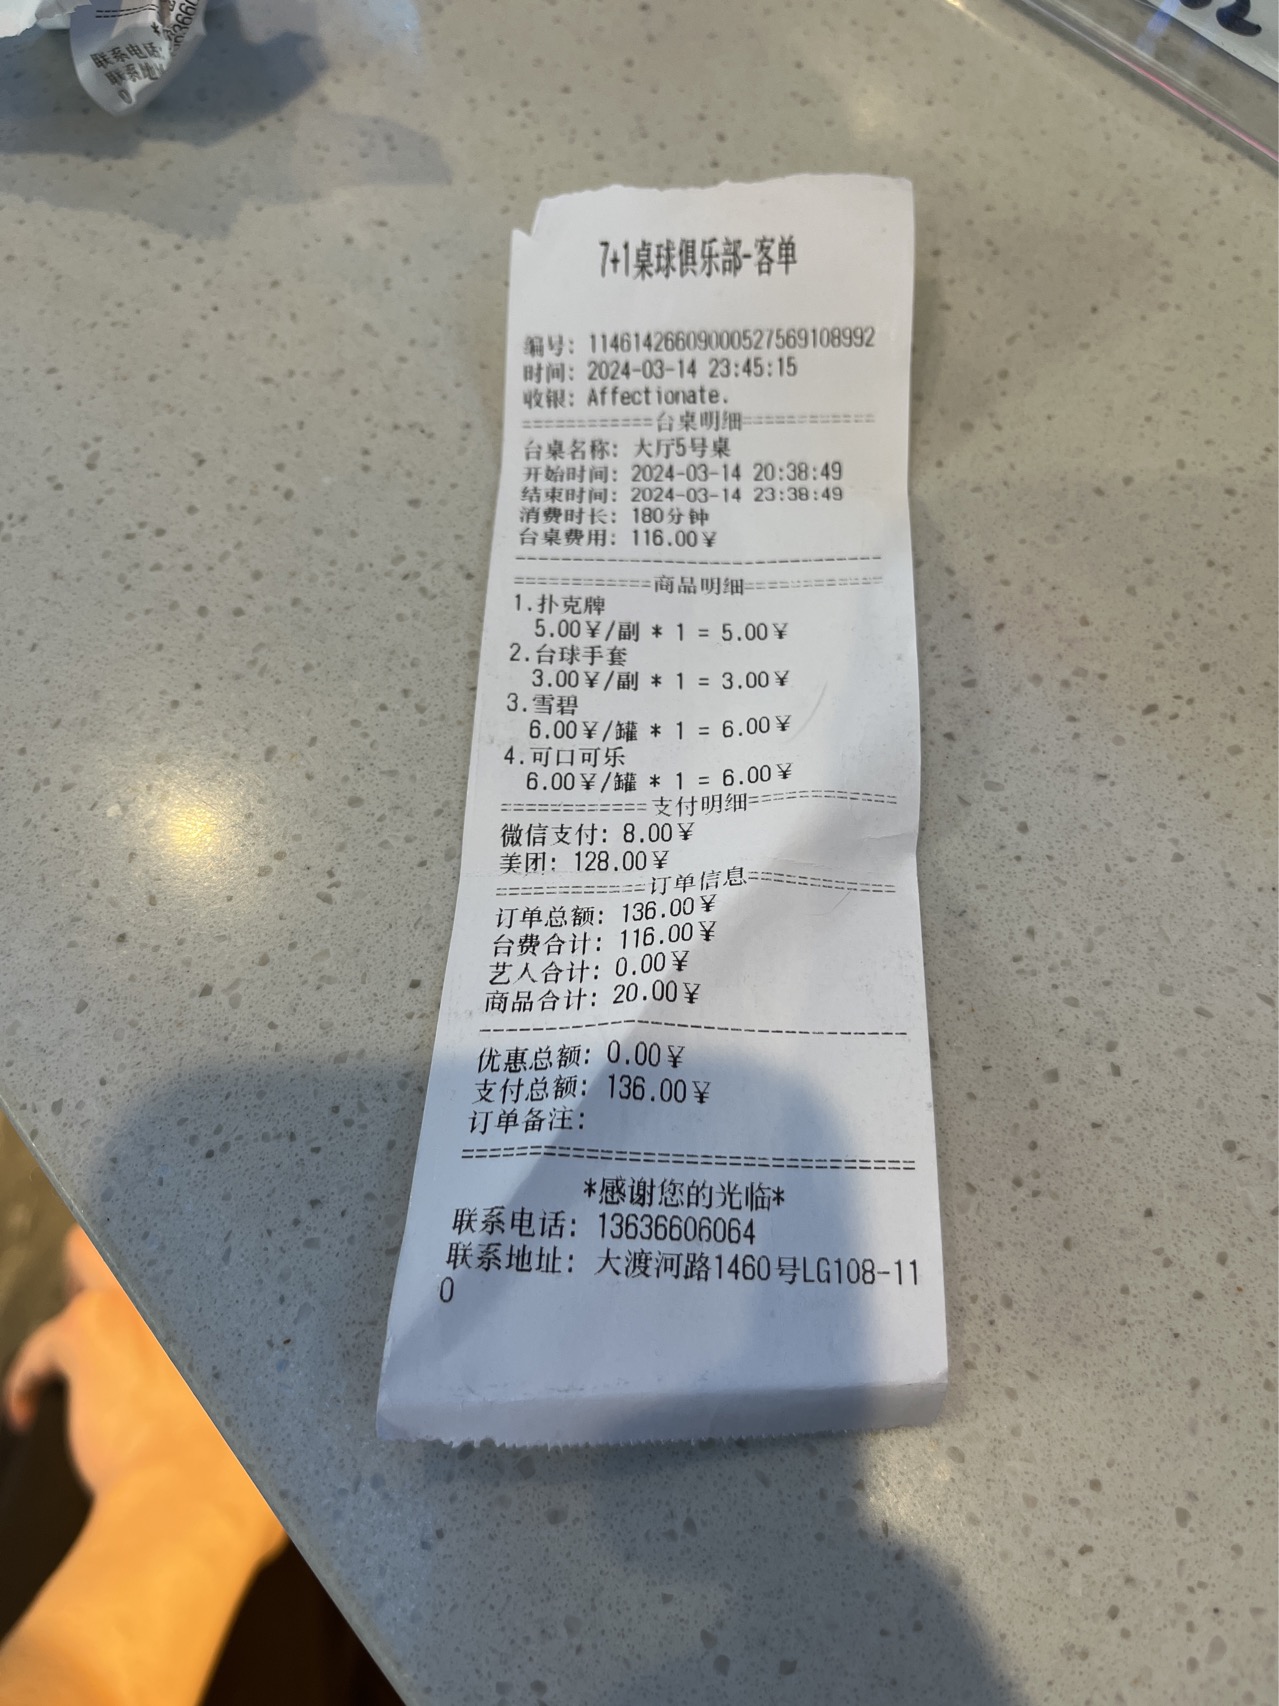 联系电话:
联系地址
0
7+1桌球俱乐部-客单
编号: 1146142660900052756910899​2
时间: 2024-03-14 23:45:15
收银: Affectionate.
============台桌明细============
台桌名称: 大厅5号桌
开始时间: 2024-03-14 20:38:49
结束时间: 2024-03-14 23:38:49
消费时长: 180分钟
台桌费用: 116.00¥
--------------------------------
============商品明细============
1.扑克牌
5.00¥/副 * 1 = 5.00¥
2.台球手套
3.00¥/副 * 1 = 3.00¥
3.雪碧
6.00¥/罐 * 1 = 6.00¥
4.可口可乐
6.00¥/罐 * 1 = 6.00¥
============支付明细============
微信支付: 8.00¥
美团: 128.00¥
============订单信息============
订单总额: 136.00¥
台费合计: 116.00¥
艺人合计: 0.00¥
商品合计: 20.00¥
--------------------------------
优惠总额: 0.00¥
支付总额: 136.00¥
订单备注:
================================
*感谢您的光临*
联系电话: 13636606064
联系地址: 大渡河路1460号LG108-11
0